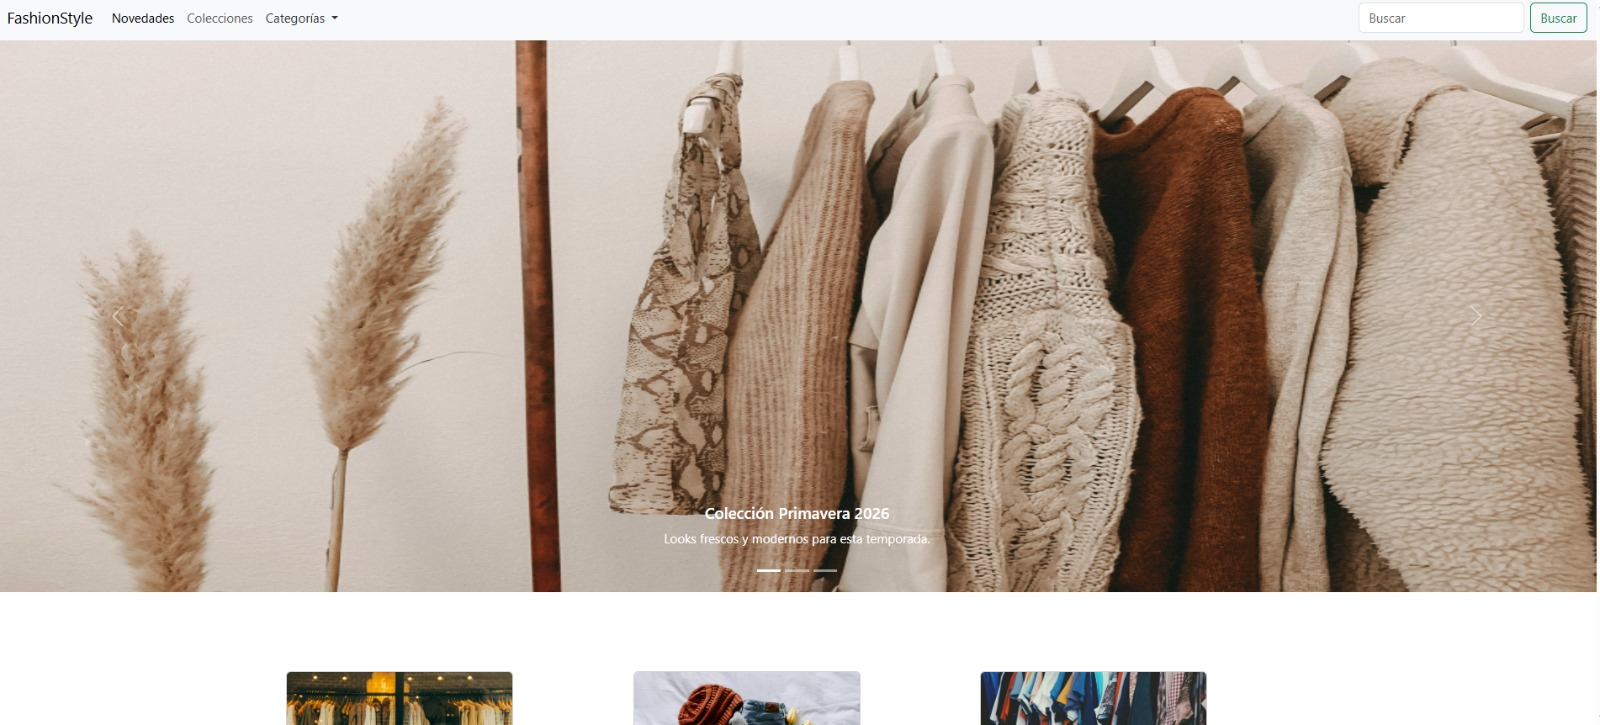 FashionStyle Novedades Colecciones Categorías Buscar Buscar
Colección Primavera 2026
Looks frescos y modernos para esta temporada.